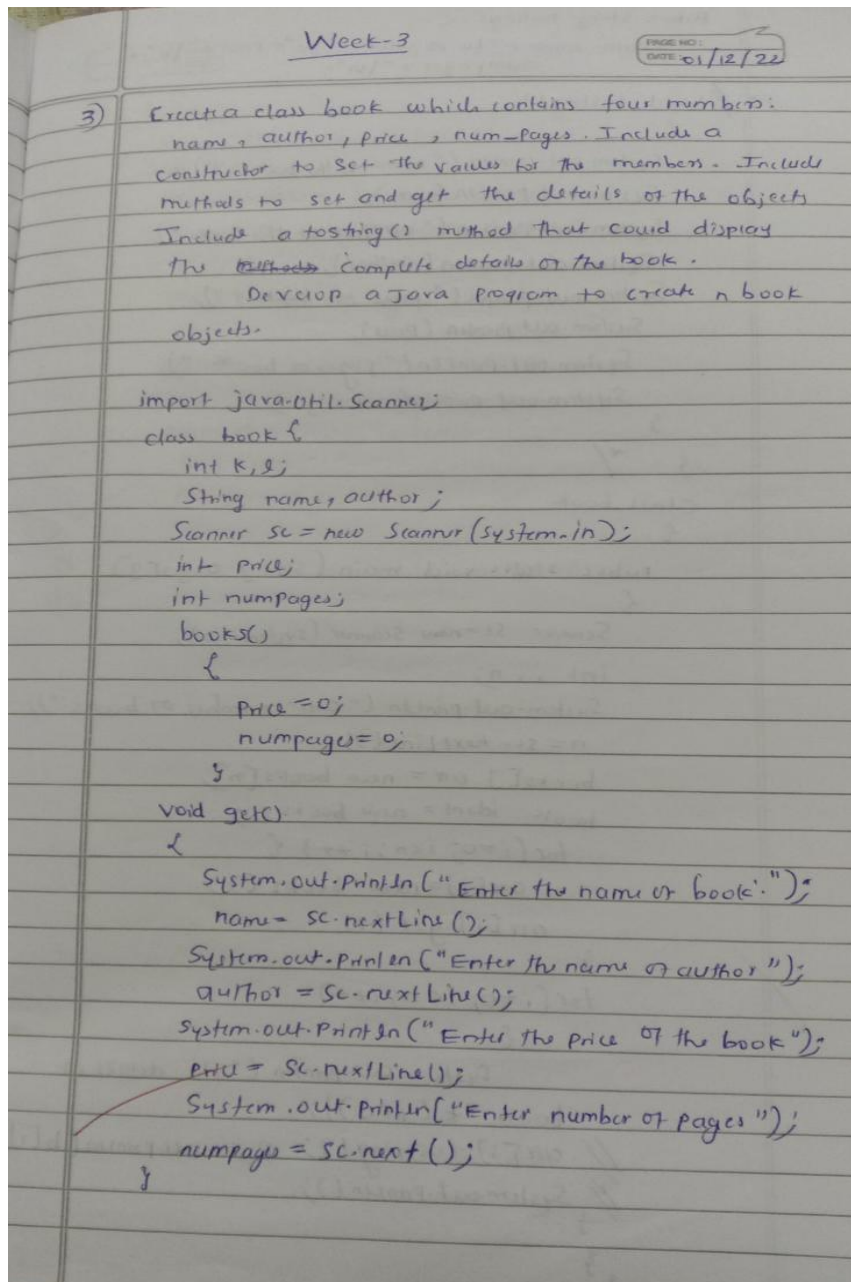 Week-3
PAGE NO:
DATE: 01/12/22
3) Create a class book which contains four members:
name, author, price, num_pages. Include a
constructor to set the values for the members. Include
methods to set and get the details of the objects
Include a tostring() method that could display
the methods complete details of the book.
Develop a Java program to create n book
objects.
import java.util.Scanner;
class book {
int k, l;
String name, author;
Scanner sc = new Scanner(system.in);
int price;
int numpages;
books()
{
price = 0;
numpages = 0;
}
void get()
{
System.out.println("Enter the name of book:");
name = sc.nextLine();
System.out.println("Enter the name of author");
author = sc.nextLine();
system.out.println("Enter the price of the book");
price = sc.nextLine();
System.out.println("Enter number of pages");
numpages = sc.next();
}